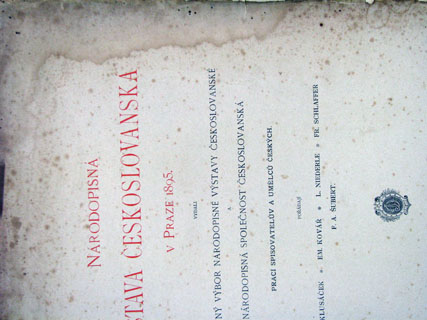 NÁRODOPISNÁ
STAVA ČESKOSLOVANSKÁ
V PRAZE 1895.
VYDALI
NÝ VÝBOR NÁRODOPISNÉ VÝSTAVY ČESKOSLOVANSKÉ
A
NÁRODOPISNÁ SPOLEČNOST ČESKOSLOVANSKÁ
PRACÍ SPISOVATELŮV A UMĚLCŮ ČESKÝCH.
POŘÁDAJÍ
KLUSÁČEK * EM. KOVÁŘ * L. NIEDERLE * FR. SCHLAFFER
F. A. ŠUBERT.